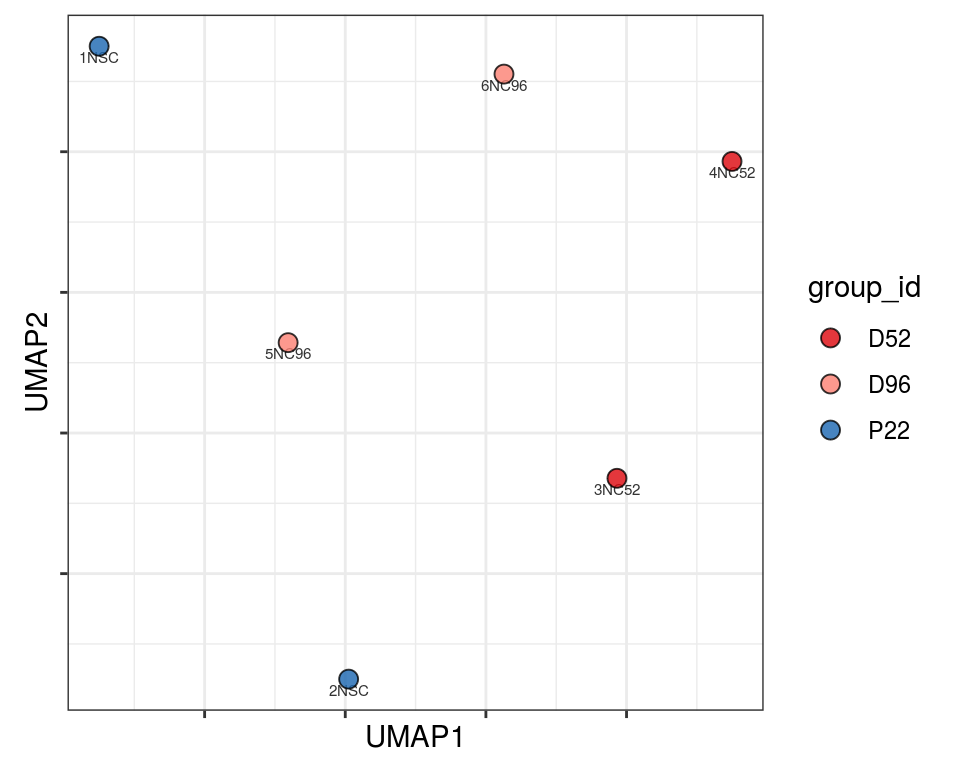 1NSC
6NC96
4NC52
5NC96
3NC52
2NSC
UMAP1
UMAP2
group_id
D52
D96
P22